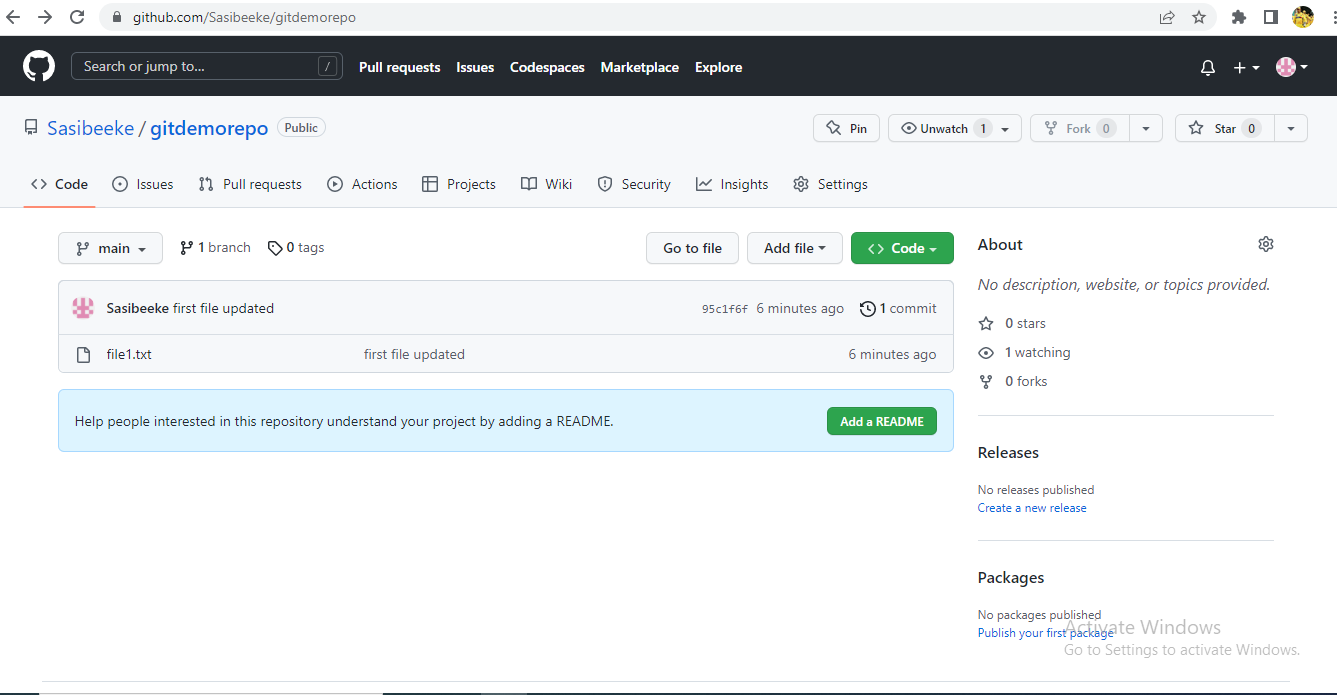 github.com/Sasibeeke/gitdemorepo
Search or jump to... /
Pull requests Issues Codespaces Marketplace Explore
Sasibeeke / gitdemorepo Public
Pin Unwatch 1 Fork 0 Star 0
Code Issues Pull requests Actions Projects Wiki Security Insights Settings
main 1 branch 0 tags Go to file Add file <> Code
Sasibeeke first file updated 95c1f6f 6 minutes ago 1 commit
file1.txt first file updated 6 minutes ago
Help people interested in this repository understand your project by adding a README. Add a README
About
No description, website, or topics provided.
0 stars
1 watching
0 forks
Releases
No releases published
Create a new release
Packages
No packages published
Publish your first package
Activate Windows
Go to Settings to activate Windows.